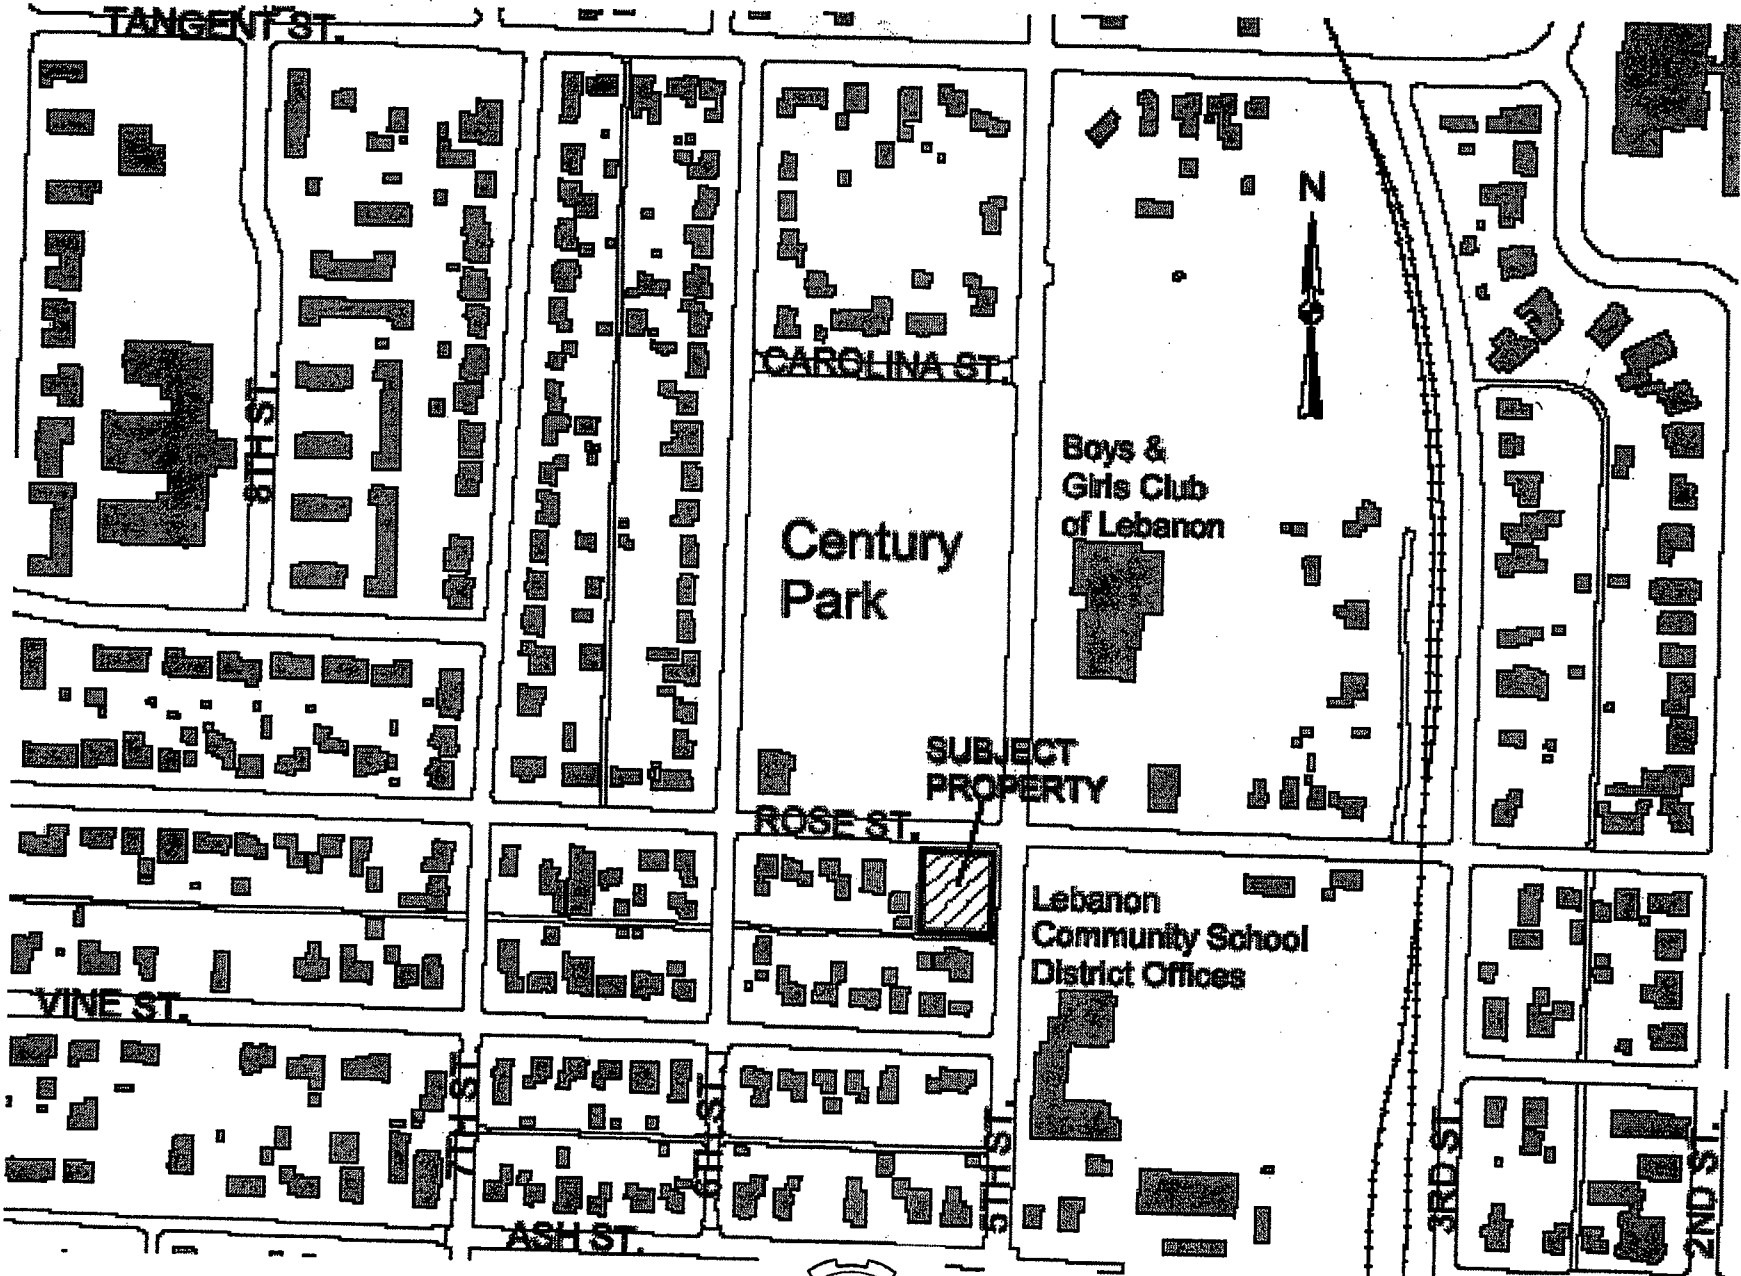 TANGENT ST.
N
CAROLINA ST.
8TH ST.
Boys &
Girls Club
of Lebanon
Century
Park
SUBJECT
PROPERTY
ROSE ST.
Lebanon
Community School
District Offices
VINE ST.
7TH ST.
6TH ST.
5TH ST.
3RD ST.
2ND ST.
ASH ST.